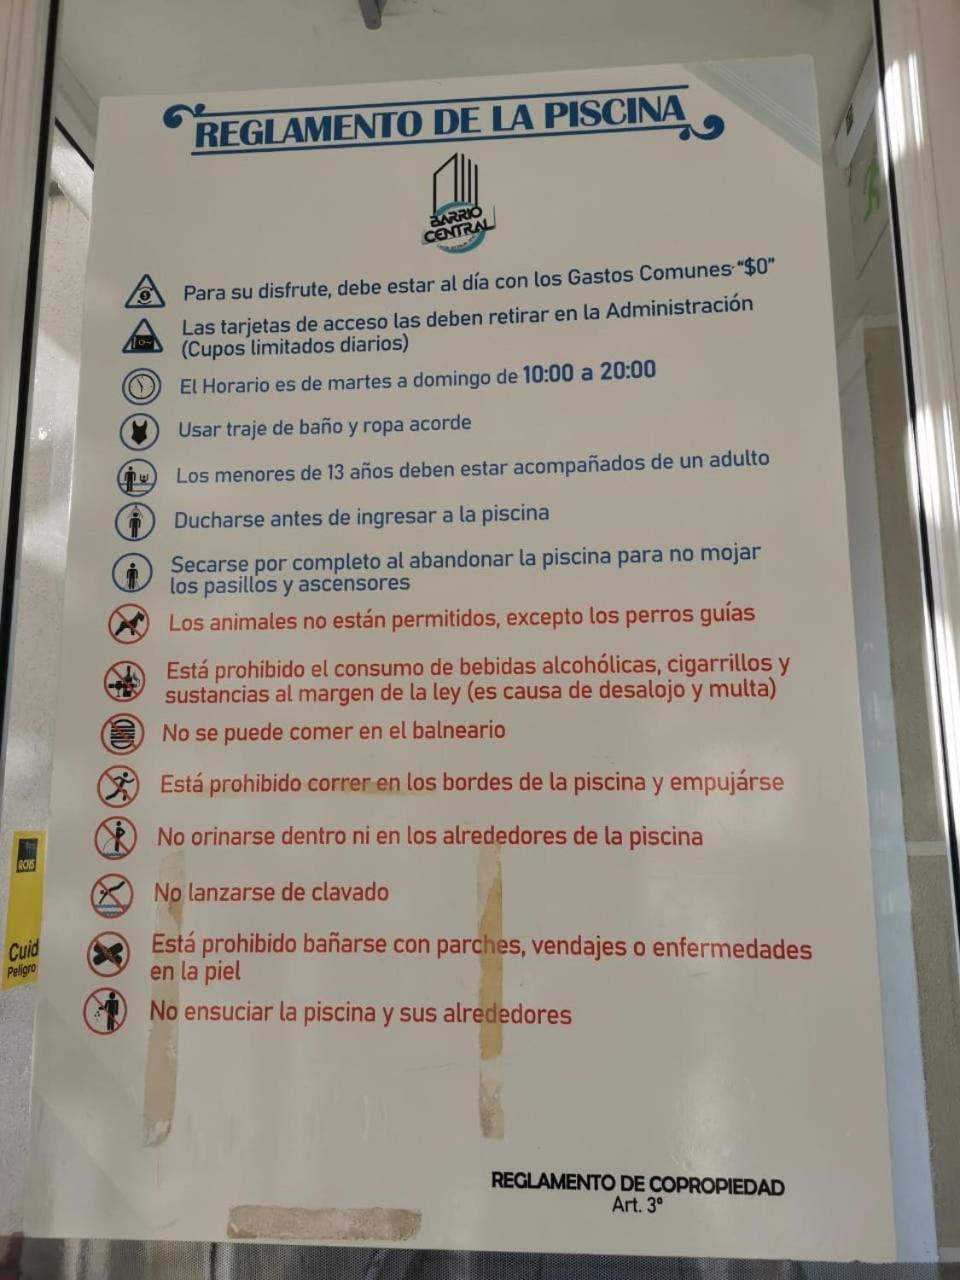 REGLAMENTO DE LA PISCINA
BARRIO
CENTRAL
Para su disfrute, debe estar al día con los Gastos Comunes "$0"
Las tarjetas de acceso las deben retirar en la Administración
(Cupos limitados diarios)
El Horario es de martes a domingo de 10:00 a 20:00
Usar traje de baño y ropa acorde
Los menores de 13 años deben estar acompañados de un adulto
Ducharse antes de ingresar a la piscina
Secarse por completo al abandonar la piscina para no mojar
los pasillos y ascensores
Los animales no están permitidos, excepto los perros guías
Está prohibido el consumo de bebidas alcohólicas, cigarrillos y
sustancias al margen de la ley (es causa de desalojo y multa)
No se puede comer en el balneario
Está prohibido correr en los bordes de la piscina y empujárse
No orinarse dentro ni en los alrededores de la piscina
No lanzarse de clavado
ACHS
Cuid
Peligro
Está prohibido bañarse con parches, vendajes o enfermedades
en la piel
No ensuciar la piscina y sus alrededores
REGLAMENTO DE COPROPIEDAD
Art. 3°